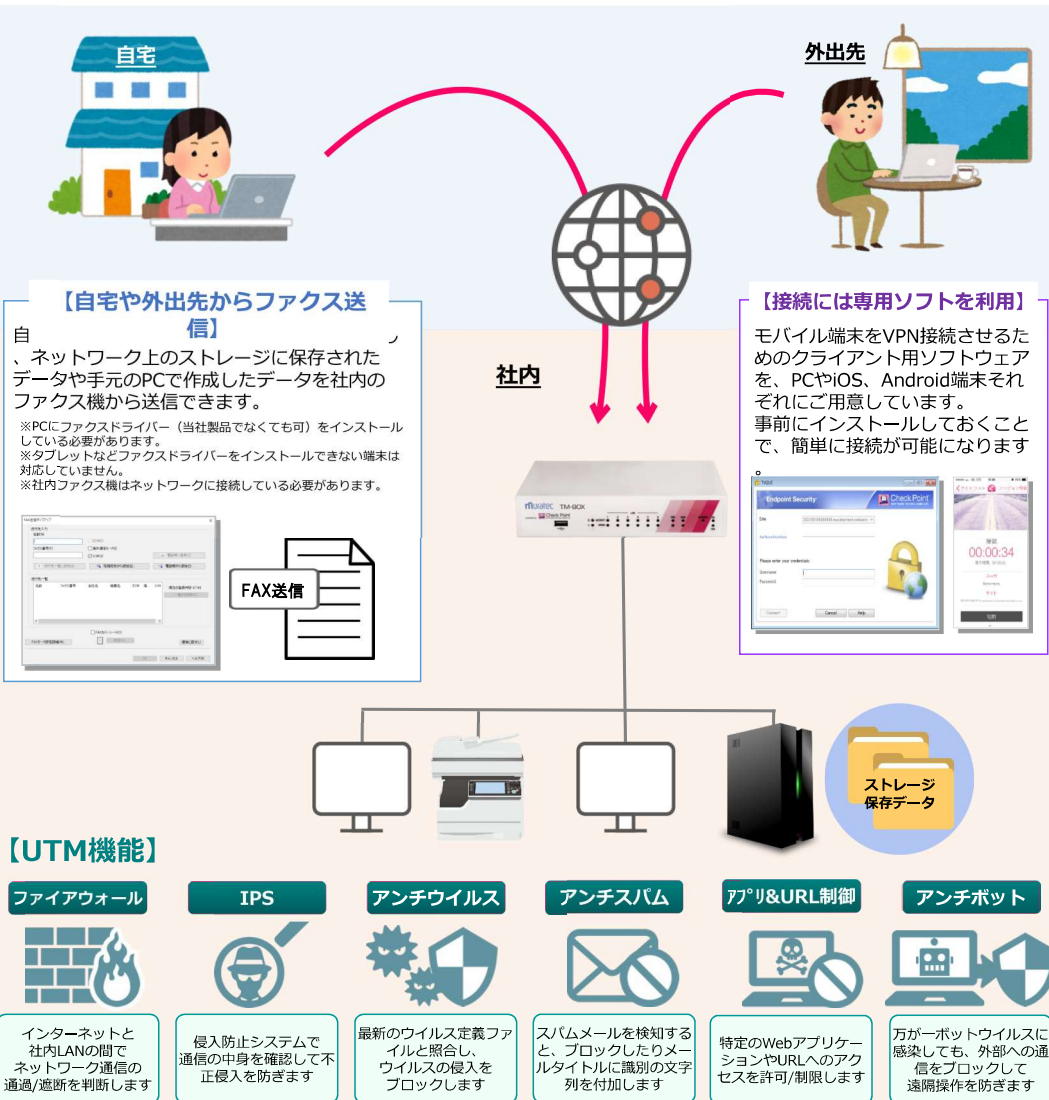 自宅
外出先
【自宅や外出先からファクス送
信】
自
、ネットワーク上のストレージに保存された
データや手元のPCで作成したデータを社内の
ファクス機から送信できます。
※PCにファクスドライバー（当社製品でなくても可）をインストール
している必要があります。
※タブレットなどファクスドライバーをインストールできない端末は
対応していません。
※社内ファクス機はネットワークに接続している必要があります。
FAX送信
社内
muratec TM-BOX
Check Point
【接続には専用ソフトを利用】
モバイル端末をVPN接続させるた
めのクライアント用ソフトウェア
を、PCやiOS、Android端末それ
ぞれにご用意しています。
事前にインストールしておくこと
で、簡単に接続が可能になります
。
Endpoint Security
Check Point
Site
Please enter your credentials
Username
Password
Connect
Cancel
Help
接続
00:00:34
切断
ストレージ
保存データ
【UTM機能】
ファイアウォール
IPS
アンチウイルス
アンチスパム
ｱﾌﾟﾘ&URL制御
アンチボット
インターネットと
社内LANの間で
ネットワーク通信の
通過/遮断を判断します
侵入防止システムで
通信の中身を確認して不
正侵入を防ぎます
最新のウイルス定義ファ
イルと照合し、
ウイルスの侵入を
ブロックします
スパムメールを検知する
と、ブロックしたりメー
ルタイトルに識別の文字
列を付加します
特定のWebアプリケー
ションやURLへのアク
セスを許可/制限します
万が一ボットウイルスに
感染しても、外部への通
信をブロックして
遠隔操作を防ぎます